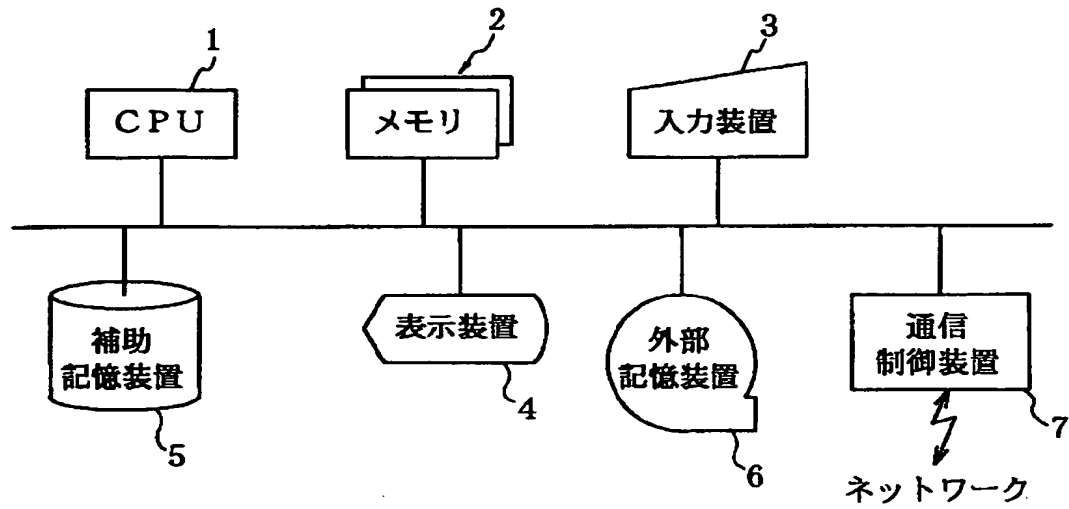 1
2
3
ＣＰＵ
メモリ
入力装置
補助
記憶装置
表示装置
外部
記憶装置
通信
制御装置
5
4
6
7
ネットワーク